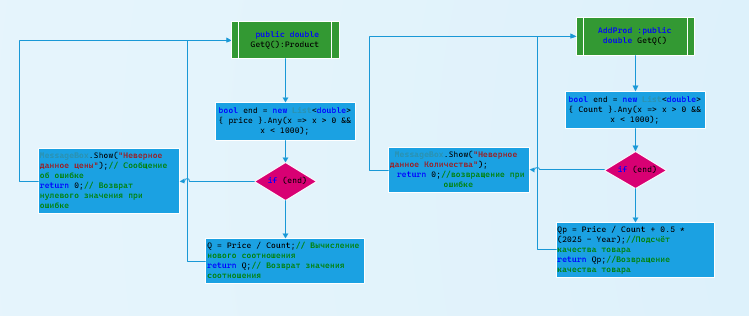 public double
GetQ():Product
bool end = new <double>
{ price }.Any(x => x > 0 &&
x < 1000);
.Show("Неверное
данное цены");// Сообщение
об ошибке
return 0;// Возврат
нулового значения при
ошибке
if (end)
Q = Price / Count;// Вычисление
нового соотношения
return Q;// Возврат значения
соотношения
AddProd :public
double GetQ()
bool end = new <double>
{ Count }.Any(x => x > 0 &&
x < 1000);
.Show("Неверное
данное Количества");
return 0;//возвращение при
ошибке
if (end)
Qp = Price / Count + 0.5 *
(2025 - Year);//Подсчёт
качества товара
return Qp;//Возвращение
качества товара